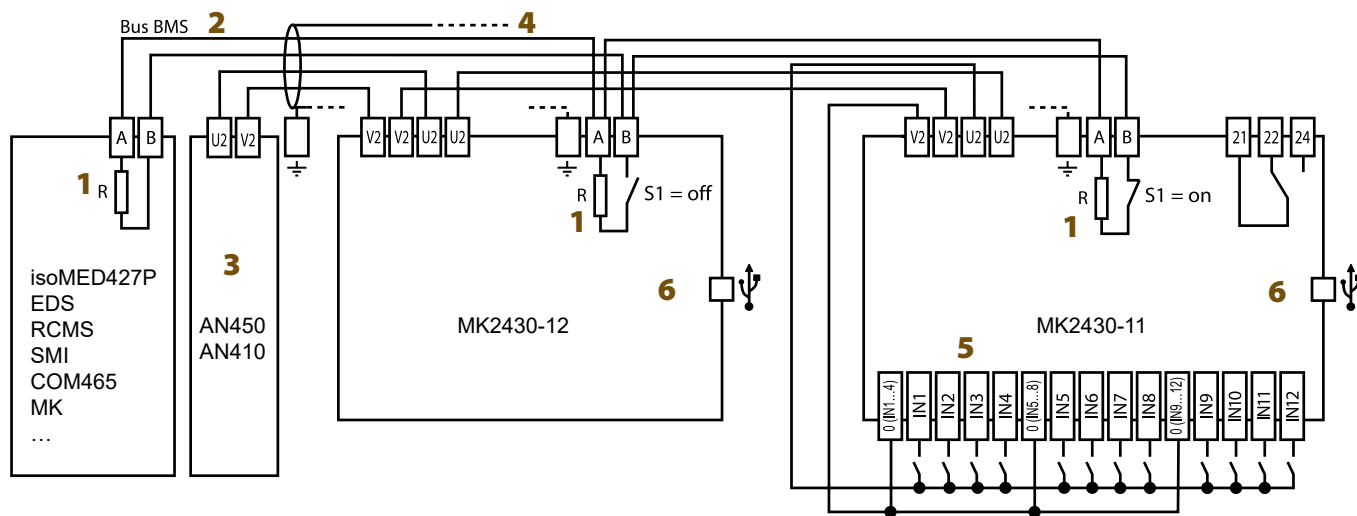 Bus BMS 2 4
A B
U2 V2
V2 V2 U2 U2
A B
V2 V2 U2 U2
A B
21 22 24
1 R
R S1 = off
1
R S1 = on
1
isoMED427P
EDS
RCMS
SMI
COM465
MK
…
3
AN450
AN410
6
MK2430-12
6
MK2430-11
5
0 (IN1...4) IN1 IN2 IN3 IN4 0 (IN5...8) IN5 IN6 IN7 IN8 0 (IN9...12) IN9 IN10 IN11 IN12